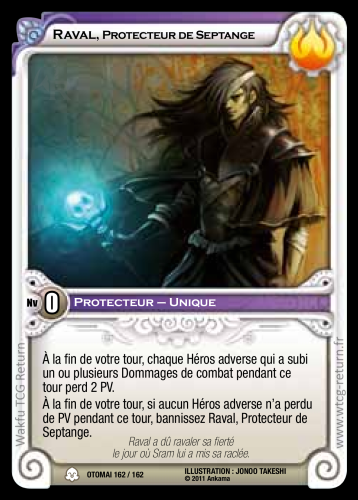 Raval, Protecteur de Septange
Nv 0 Protecteur – Unique
À la fin de votre tour, chaque Héros adverse qui a subi
un ou plusieurs Dommages de combat pendant ce
tour perd 2 PV.
À la fin de votre tour, si aucun Héros adverse n'a perdu
de PV pendant ce tour, bannissez Raval, Protecteur de
Septange.
Raval a dû ravaler sa fierté
le jour où Sram lui a mis sa raclée.
OTOMAI 162 / 162
ILLUSTRATION : JONOO TAKESHI
© 2011 Ankama
Wakfu TCG Return
www.wtcg-return.fr